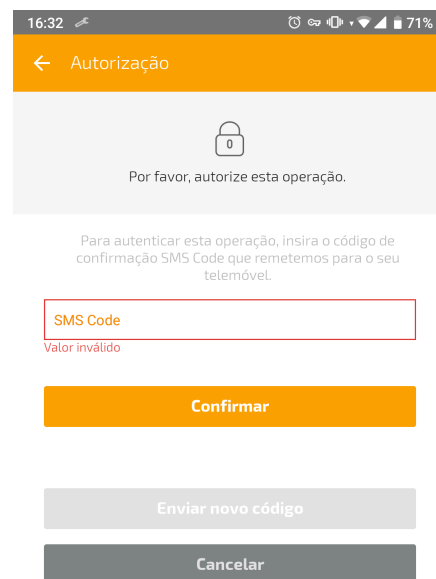 16:32 71%
Autorização
0
Por favor, autorize esta operação.
Para autenticar esta operação, insira o código de
confirmação SMS Code que remetemos para o seu
telemóvel.
SMS Code
Valor inválido
Confirmar
Enviar novo código
Cancelar